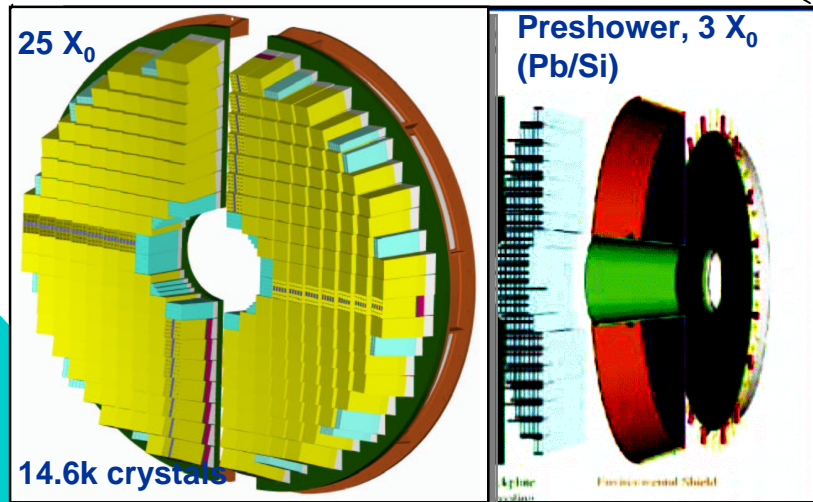 25 X₀
Preshower, 3 X₀
(Pb/Si)
14.6k crystals
Environmental Shield